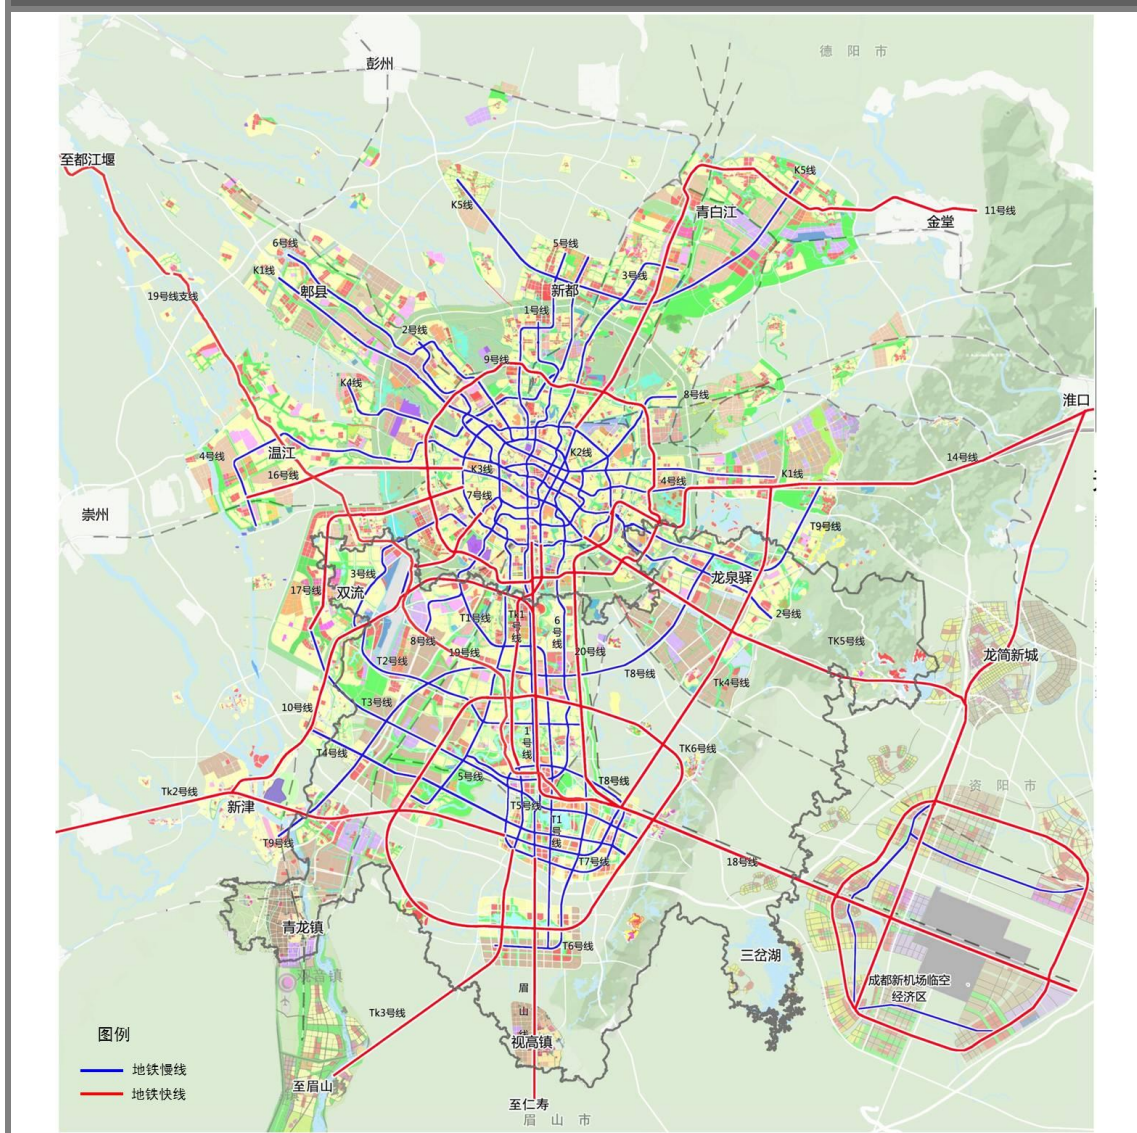 德 阳 市
彭州
至都江堰
K5线
K5线
青白江
11号线
金堂
6号线
5号线
K1线
3号线
郫县
新都
19号线支线
1号线
2号线
9号线
K4线
8号线
淮口
K2线
温江
4号线
14号线
K3线
K1线
16号线
4号线
7号线
崇州
T9号线
3号线
龙泉驿
17号线
双流
2号线
T1号线
Tk1号线
6号线
8号线
19号线
20号线
TK5号线
龙简新城
T2号线
T8号线
Tk4号线
T3号线
10号线
1号线
T4号线
TK6号线
5号线
T8号线
资 阳 市
Tk2号线
新津
T5号线
T1号线
T9号线
T7号线
18号线
青龙镇
T6号线
三岔湖
观音镇
成都新机场临空
经济区
眉山线
Tk3号线
图例
视高镇
地铁慢线
至眉山
地铁快线
至仁寿
眉 山 市